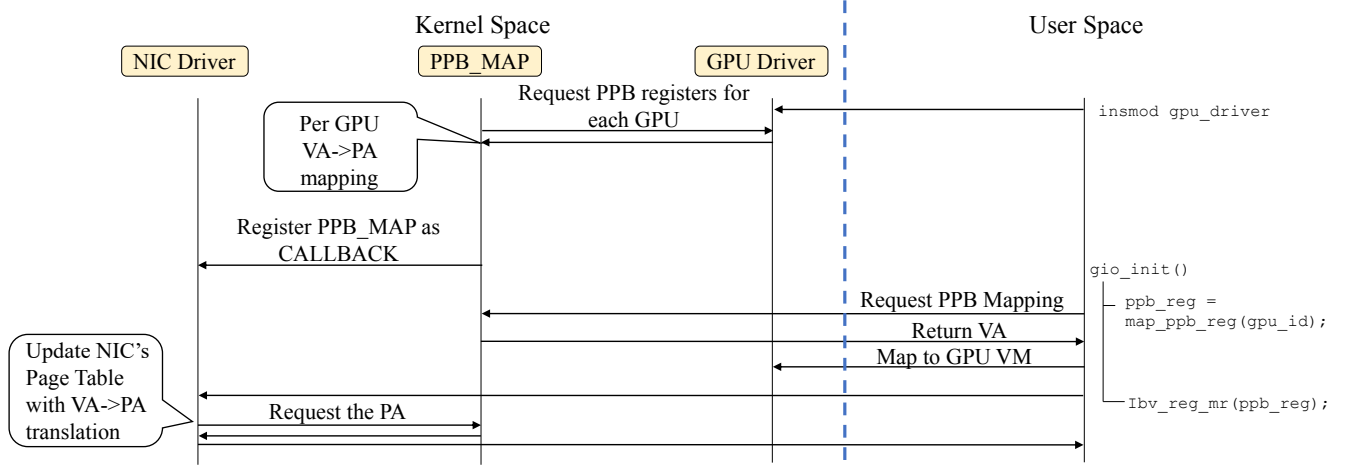 Kernel Space
User Space
NIC Driver
PPB_MAP
GPU Driver
Request PPB registers for
each GPU
insmod gpu_driver
Per GPU
VA->PA
mapping
Register PPB_MAP as
CALLBACK
gio_init()
Request PPB Mapping
ppb_reg =
map_ppb_reg(gpu_id);
Return VA
Map to GPU VM
Update NIC's
Page Table
with VA->PA
translation
Ibv_reg_mr(ppb_reg);
Request the PA